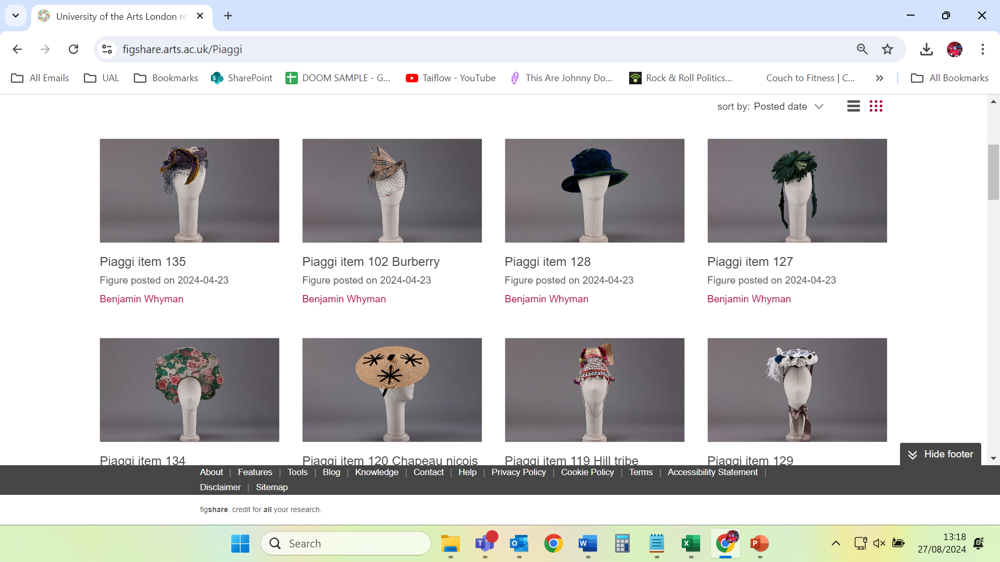 University of the Arts London re
figshare.arts.ac.uk/Piaggi
All Emails UAL Bookmarks SharePoint DOOM SAMPLE - G... Taiflow - YouTube This Are Johnny Do... Rock & Roll Politics... Couch to Fitness | C... » All Bookmarks
sort by: Posted date
Piaggi item 135
Figure posted on 2024-04-23
Benjamin Whyman
Piaggi item 102 Burberry
Figure posted on 2024-04-23
Benjamin Whyman
Piaggi item 128
Figure posted on 2024-04-23
Benjamin Whyman
Piaggi item 127
Figure posted on 2024-04-23
Benjamin Whyman
Piaggi item 134
Piaggi item 120 Chapeau nicois
Piaggi item 119 Hill tribe
Piaggi item 129
Hide footer
About | Features | Tools | Blog | Knowledge | Contact | Help | Privacy Policy | Cookie Policy | Terms | Accessibility Statement |
Disclaimer | Sitemap
figshare. credit for all your research.
Search
13:18
27/08/2024